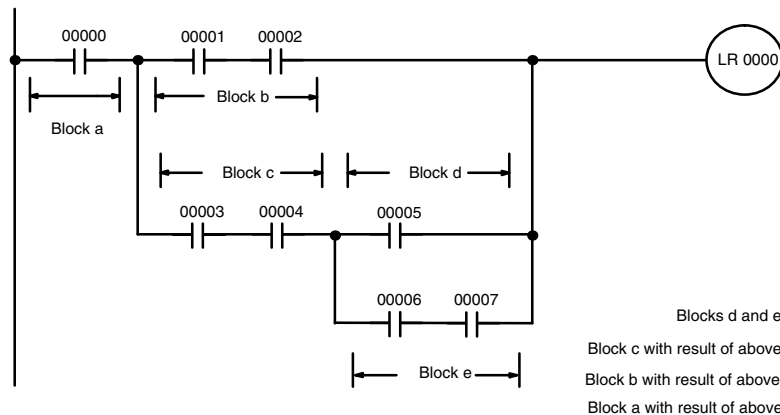 00000 00001 00002
LR 0000
Block b
Block a
Block c Block d
00003 00004 00005
00006 00007
Blocks d and e
Block c with result of above
Block e
Block b with result of above
Block a with result of above